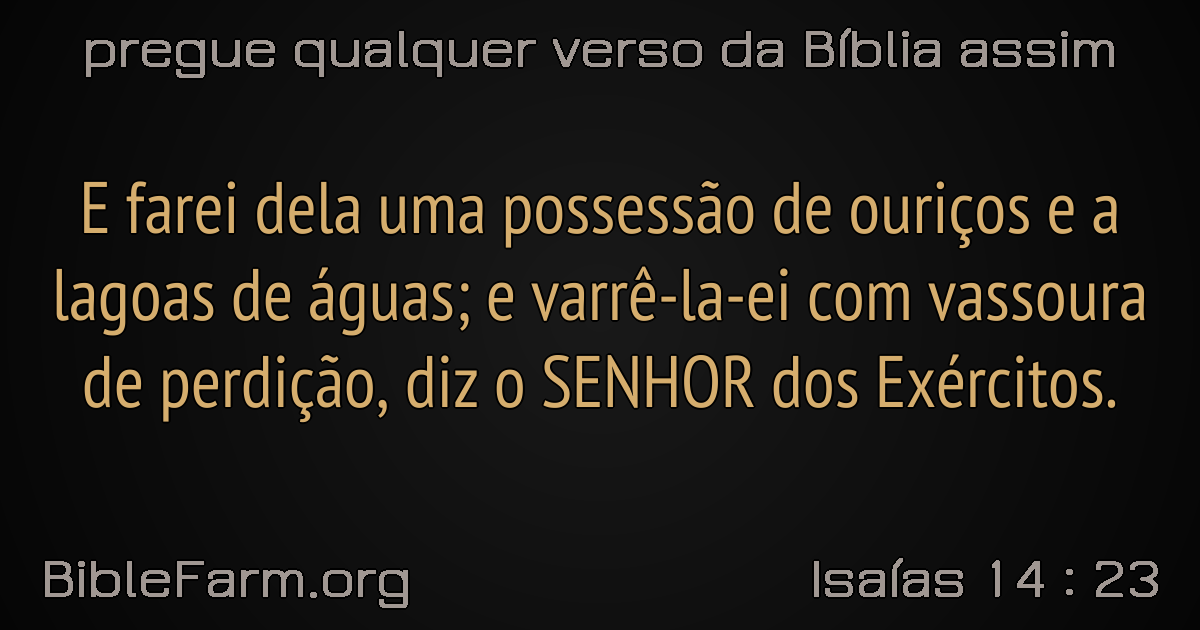 pregue qualquer verso da Bíblia assim
E farei dela uma possessão de ouriços e a
lagoas de águas; e varrê-la-ei com vassoura
de perdição, diz o SENHOR dos Exércitos.
BibleFarm.org
Isaías 14 : 23